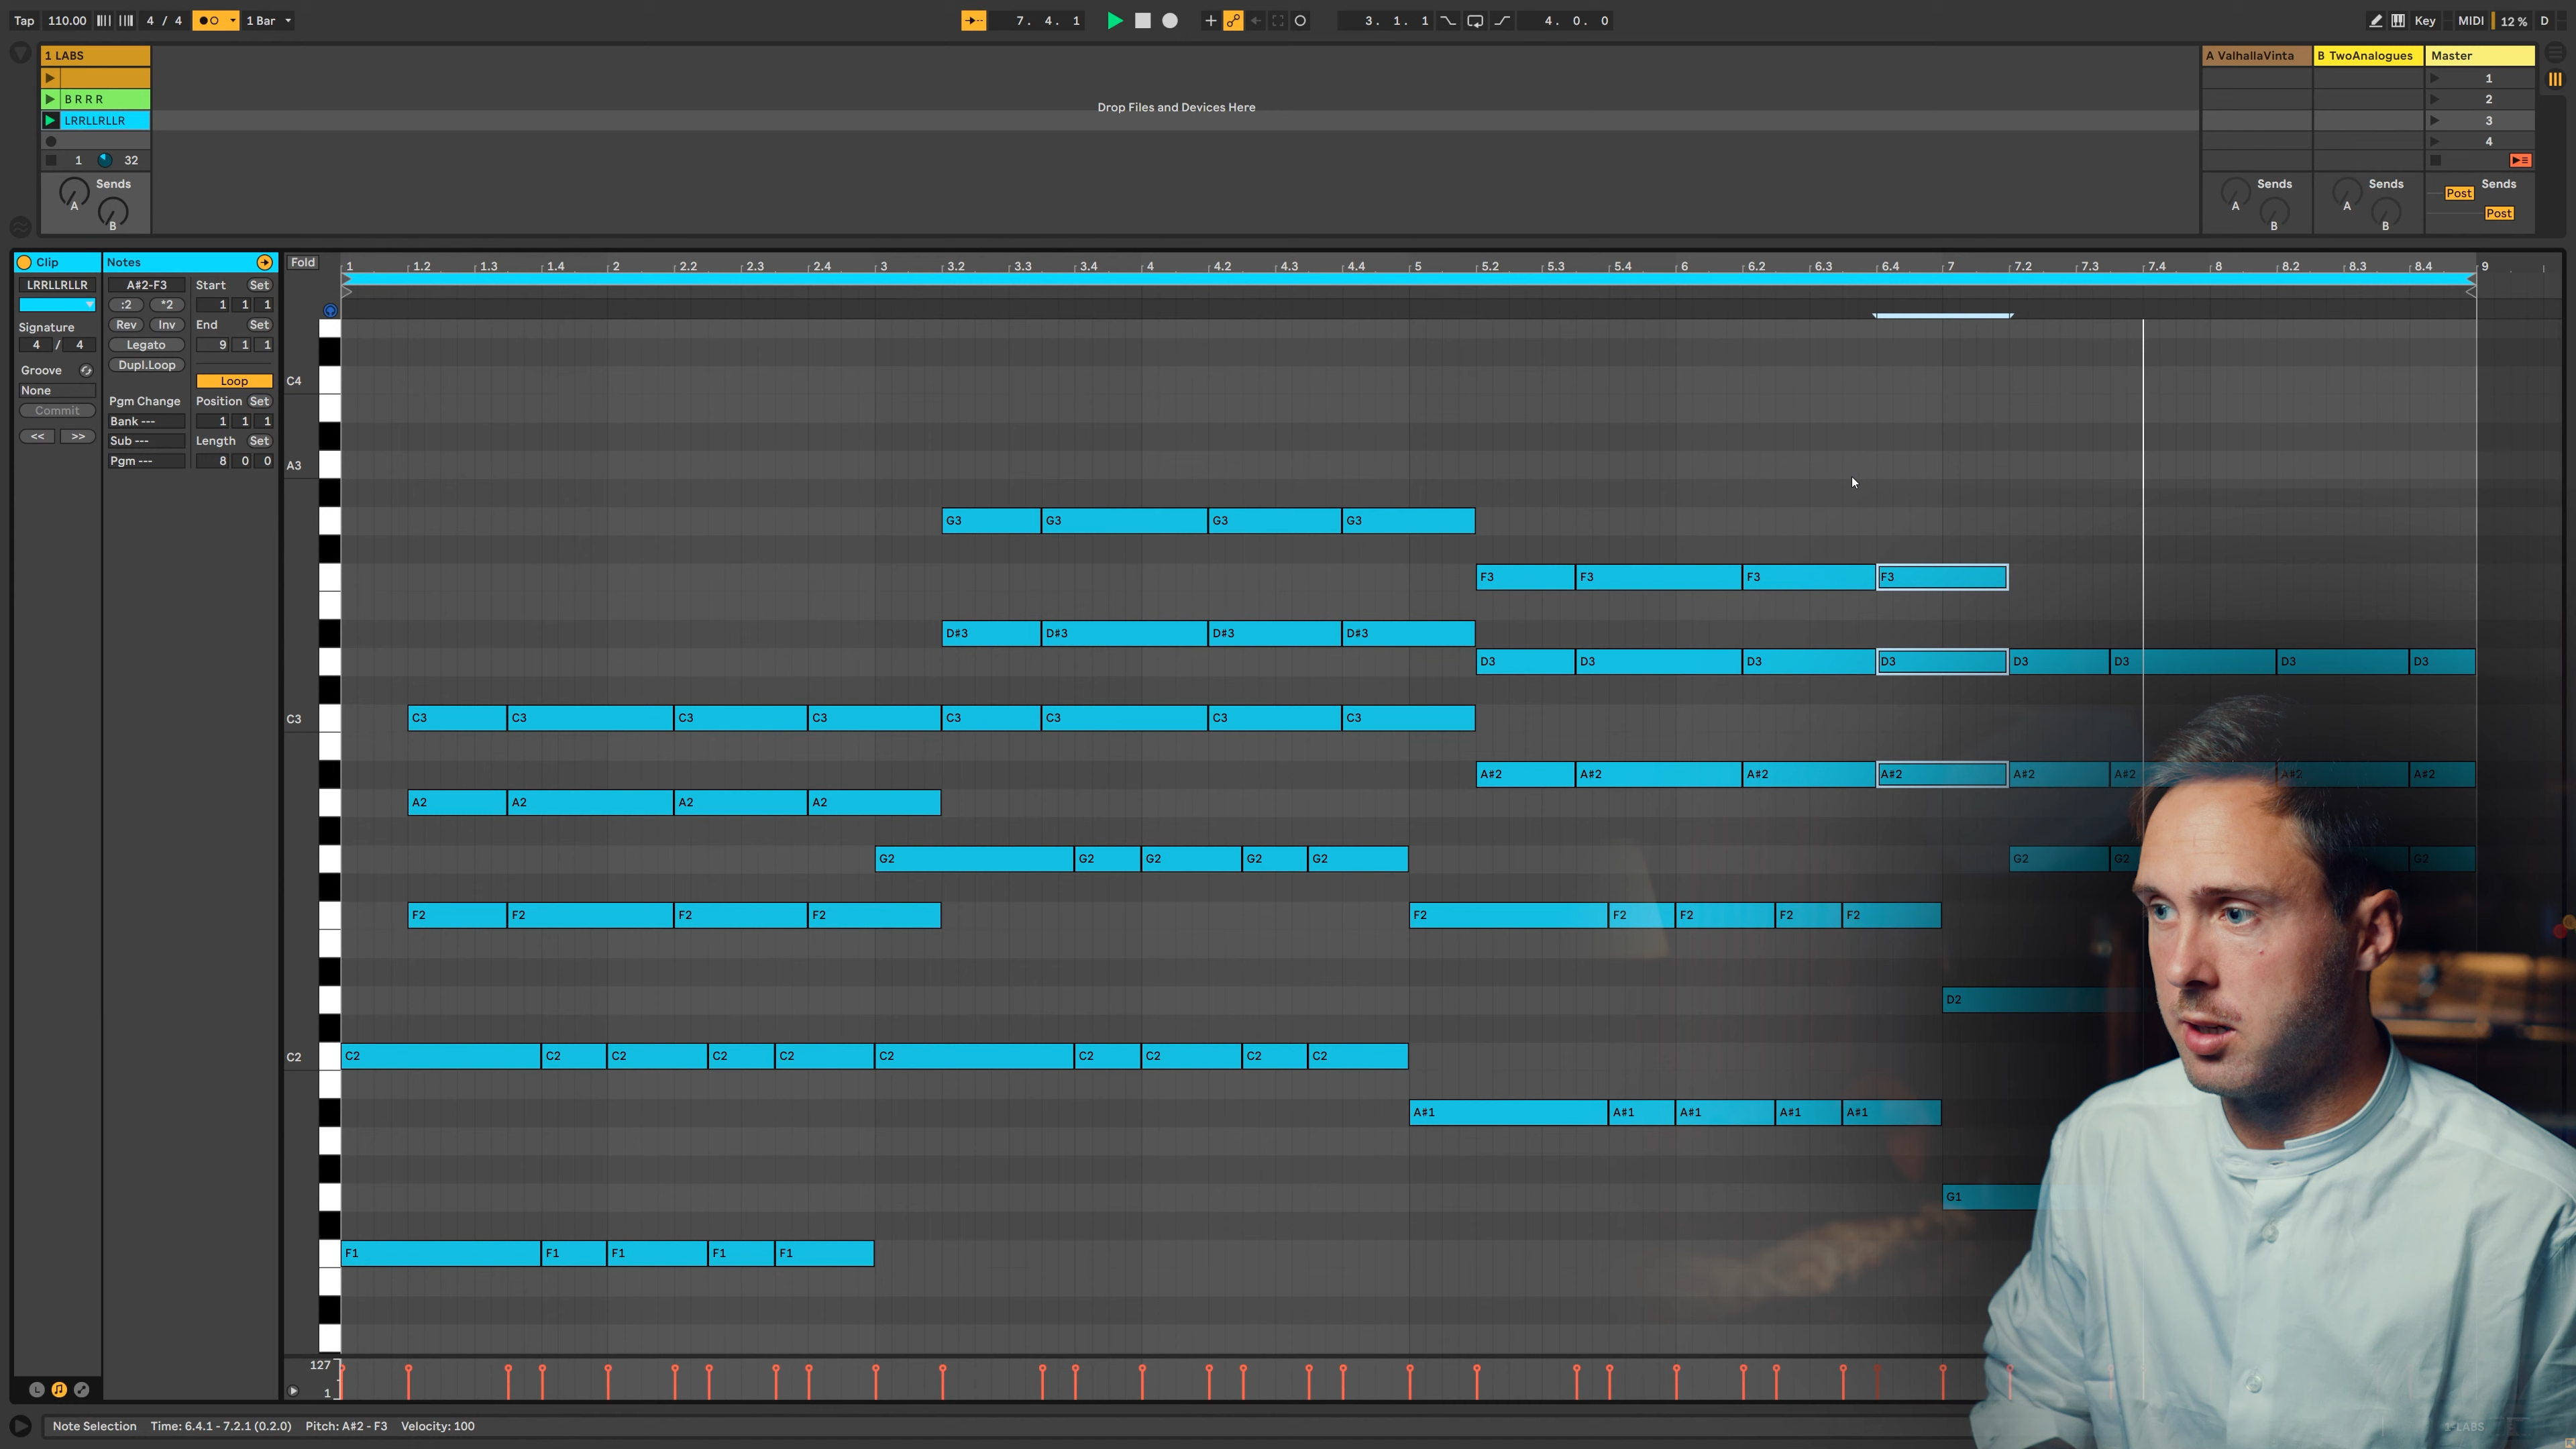 Tap 110.00 4 / 4 1 Bar 7. 4. 1 3. 1. 1 4. 0. 0 Key MIDI 12 % D
1 LABS A ValhallaVinta B TwoAnalogues Master
1
B R R R 2
Drop Files and Devices Here
LRRLLRLLR 3
4
1 32
Sends Sends Sends Sends
Post
A A A
Post
B B B
Clip Notes Fold 1 1.2 1.3 1.4 2 2.2 2.3 2.4 3 3.2 3.3 3.4 4 4.2 4.3 4.4 5 5.2 5.3 5.4 6 6.2 6.3 6.4 7 7.2 7.3 7.4 8 8.2 8.3 8.4 9
LRRLLRLLR A#2-F3 Start Set
:2 *2 1 1 1
Signature Rev Inv End Set
4 / 4 Legato 9 1 1
Groove Dupl.Loop
None Loop
Commit Pgm Change Position Set
Bank --- 1 1 1
<< >> Sub --- Length Set
Pgm --- 8 0 0
C4
A3
G3 G3 G3 G3
F3 F3 F3 F3
D#3 D#3 D#3 D#3
D3 D3 D3 D3 D3 D3 D3 D3
C3 C3 C3 C3 C3 C3 C3 C3 C3
A#2 A#2 A#2 A#2 A#2 A#2 A#2 A#2
A2 A2 A2 A2
G2 G2 G2 G2 G2 G2 G2 G2
F2 F2 F2 F2 F2 F2 F2 F2 F2
D2
C2 C2 C2 C2 C2 C2 C2 C2 C2 C2 C2
A#1 A#1 A#1 A#1 A#1
G1
F1 F1 F1 F1 F1
127
1
L
Note Selection Time: 6.4.1 - 7.2.1 (0.2.0) Pitch: A#2 - F3 Velocity: 100 1-LABS